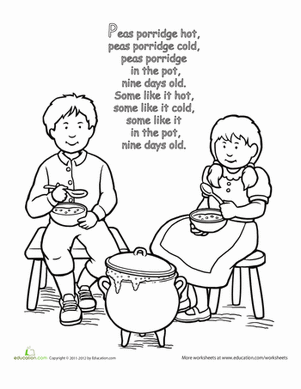 Peas porridge hot,
peas porridge cold,
peas porridge
in the pot,
nine days old.
Some like it hot,
some like it cold,
some like it
in the pot,
nine days old.
education.com Copyright © 2011-2012 by Education.com
More worksheets at www.education.com/worksheets